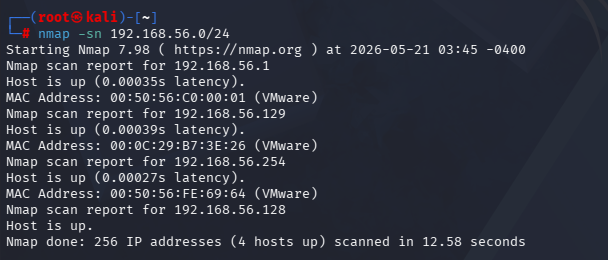 ┌──(root㉿kali)-[~]
└─# nmap -sn 192.168.56.0/24
Starting Nmap 7.98 ( https://nmap.org ) at 2026-05-21 03:45 -0400
Nmap scan report for 192.168.56.1
Host is up (0.00035s latency).
MAC Address: 00:50:56:C0:00:01 (VMware)
Nmap scan report for 192.168.56.129
Host is up (0.00039s latency).
MAC Address: 00:0C:29:B7:3E:26 (VMware)
Nmap scan report for 192.168.56.254
Host is up (0.00027s latency).
MAC Address: 00:50:56:FE:69:64 (VMware)
Nmap scan report for 192.168.56.128
Host is up.
Nmap done: 256 IP addresses (4 hosts up) scanned in 12.58 seconds